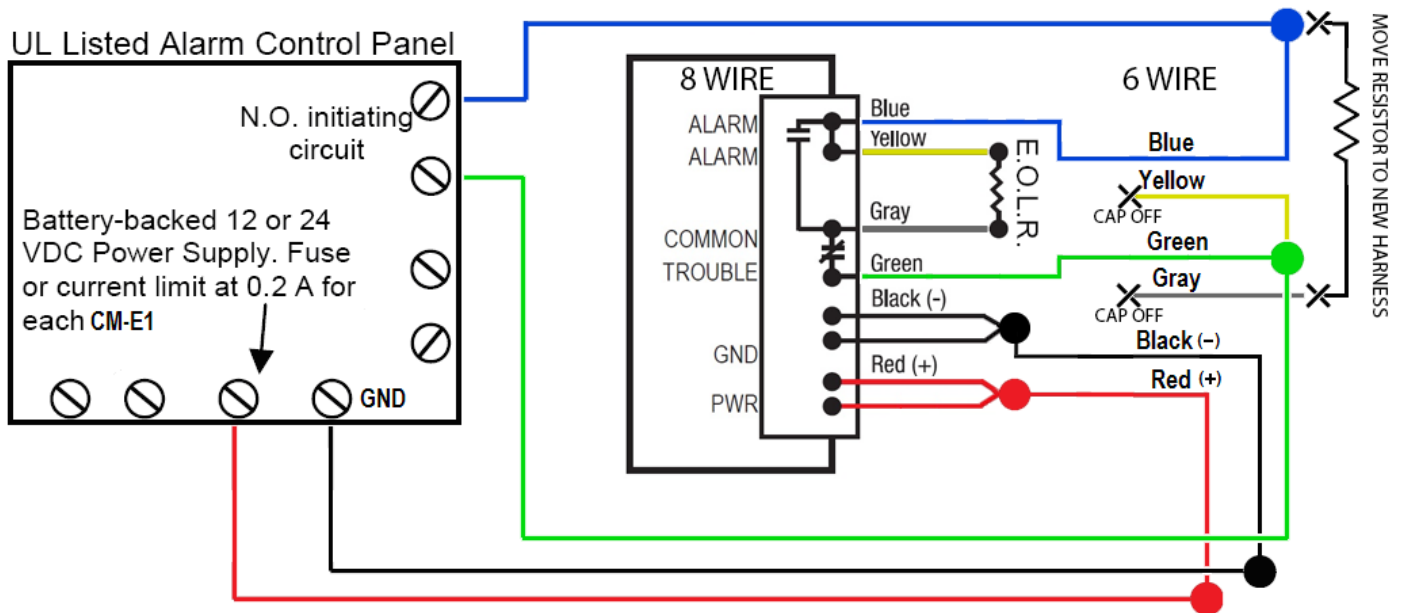 UL Listed Alarm Control Panel
N.O. initiating
circuit
Battery-backed 12 or 24
VDC Power Supply. Fuse
or current limit at 0.2 A for
each CM-E1
GND
8 WIRE
ALARM
ALARM
COMMON
TROUBLE
GND
PWR
Blue
Yellow
Gray
Green
Black (-)
Red (+)
E.O.L.R.
6 WIRE
Blue
Yellow
CAP OFF
Green
Gray
CAP OFF
Black (-)
Red (+)
MOVE RESISTOR TO NEW HARNESS